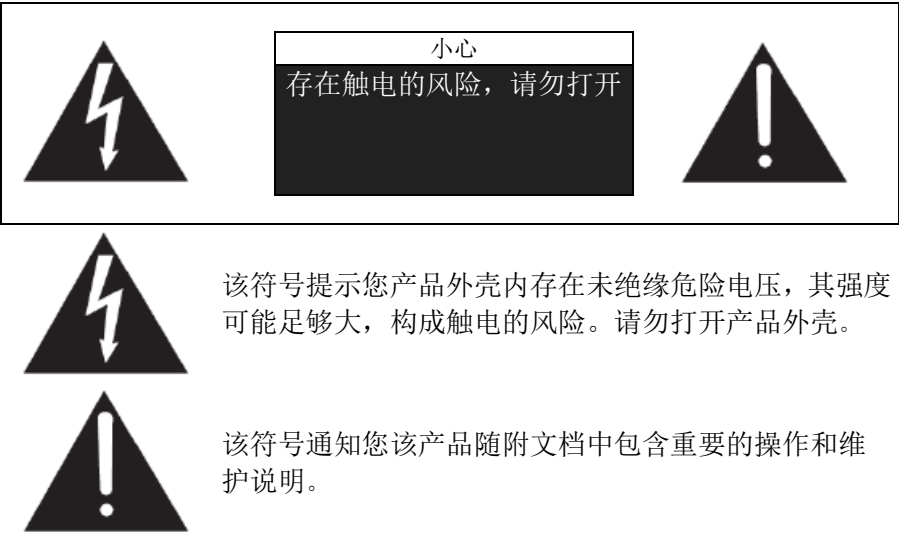 小心
存在触电的风险，请勿打开
该符号提示您产品外壳内存在未绝缘危险电压，其强度
可能足够大，构成触电的风险。请勿打开产品外壳。
该符号通知您该产品随附文档中包含重要的操作和维
护说明。